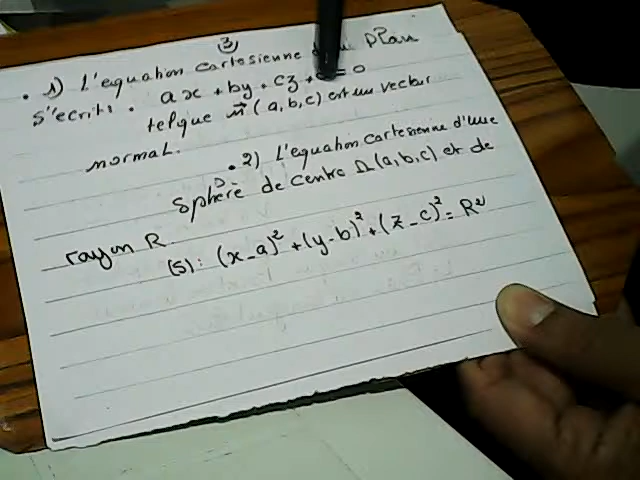 3
• 1) L'equation cartesienne Plan
s'ecrit: ax + by + cz + = 0
telque n⃗ (a, b, c) est un vecteur
normal.
• 2) L'equation cartesienne d'une
Sphère de centre Ω(a, b, c) et de
rayon R
(S): (x-a)² + (y-b)² + (z-c)² = R²